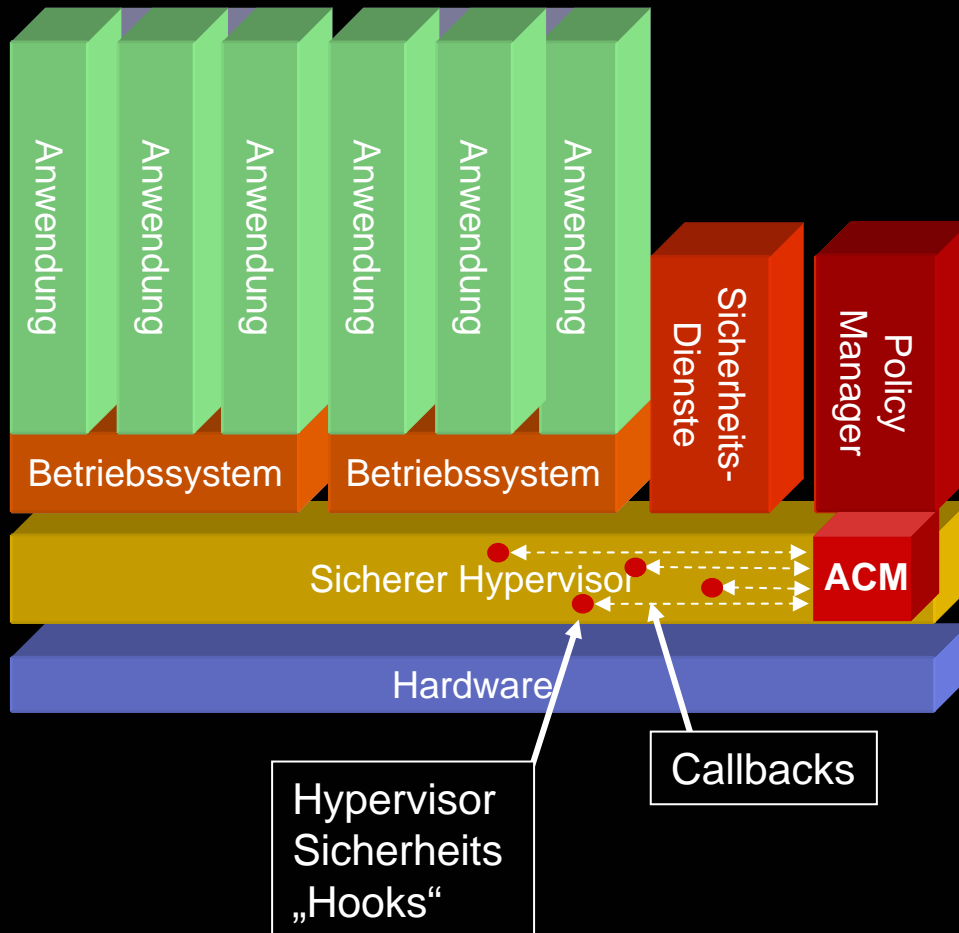 Anwendung
Anwendung
Anwendung
Anwendung
Anwendung
Anwendung
Sicherheits-
Dienste
Policy
Manager
Betriebssystem
Betriebssystem
Sicherer Hypervisor
ACM
Hardware
Callbacks
Hypervisor
Sicherheits
„Hooks“